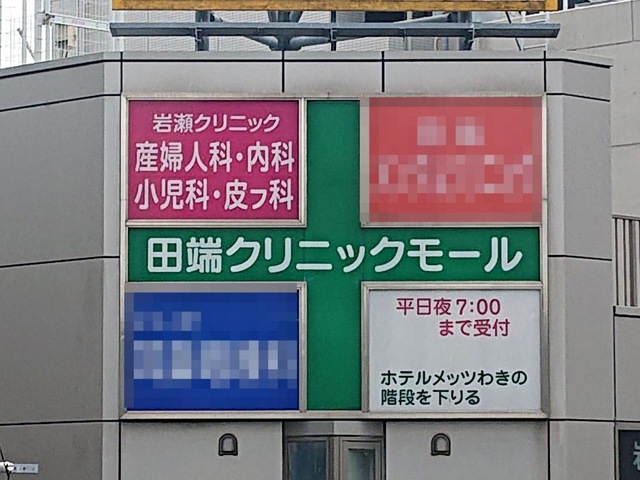 岩瀬クリニック
産婦人科・内科
小児科・皮フ科
田端クリニックモール
平日夜7:00
まで受付
ホテルメッツわきの
階段を下りる